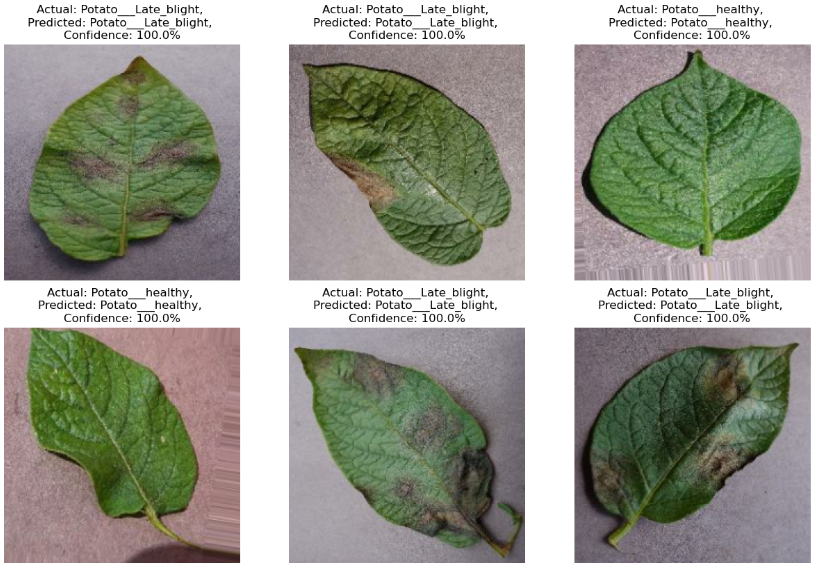 Actual: Potato___Late_blight,
Predicted: Potato___Late_blight,
Confidence: 100.0%
Actual: Potato___Late_blight,
Predicted: Potato___Late_blight,
Confidence: 100.0%
Actual: Potato___healthy,
Predicted: Potato___healthy,
Confidence: 100.0%
Actual: Potato___healthy,
Predicted: Potato___healthy,
Confidence: 100.0%
Actual: Potato___Late_blight,
Predicted: Potato___Late_blight,
Confidence: 100.0%
Actual: Potato___Late_blight,
Predicted: Potato___Late_blight,
Confidence: 100.0%